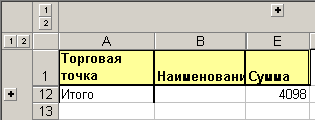 1
2
1 2 A B E
Торговая
точка
1 Наименовани Сумма
12 Итого 4098
13